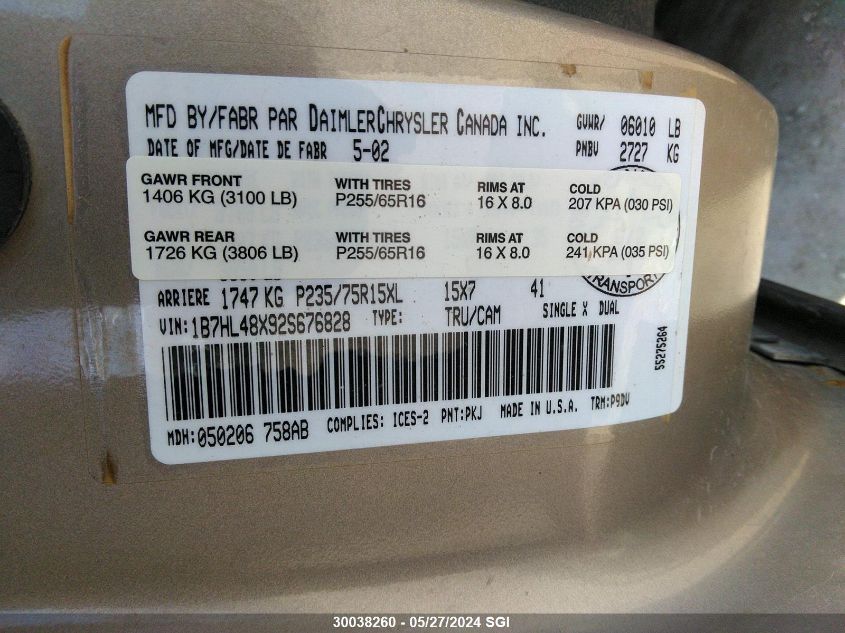 MFD BY/FABR PAR DAIMLERCHRYSLER CANADA INC. GVWR/ 06010 LB
DATE OF MFG/DATE DE FABR 5-02 PNBV 2727 KG
GAWR FRONT WITH TIRES RIMS AT COLD
1406 KG (3100 LB) P255/65R16 16 X 8.0 207 KPA (030 PSI)
GAWR REAR WITH TIRES RIMS AT COLD
1726 KG (3806 LB) P255/65R16 16 X 8.0 241 KPA (035 PSI)
TRANSPORT
ARRIERE 1747 KG P235/75R15XL 15X7 41
VIN: 1B7HL48X92S676828 TYPE: TRU/CAM SINGLE X DUAL
55275264
MDH: 050206 758AB COMPLIES: ICES-2 PNT:PKJ MADE IN U.S.A. TRM:P9DV
30038260 - 05/27/2024 SGI